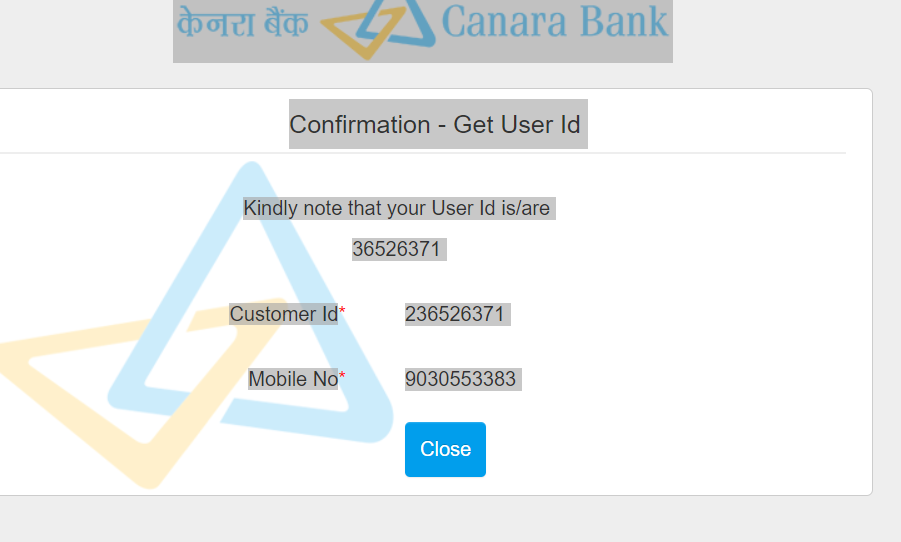 केनरा बैंक Canara Bank
Confirmation - Get User Id
Kindly note that your User Id is/are
36526371
Customer Id* 236526371
Mobile No* 9030553383
Close